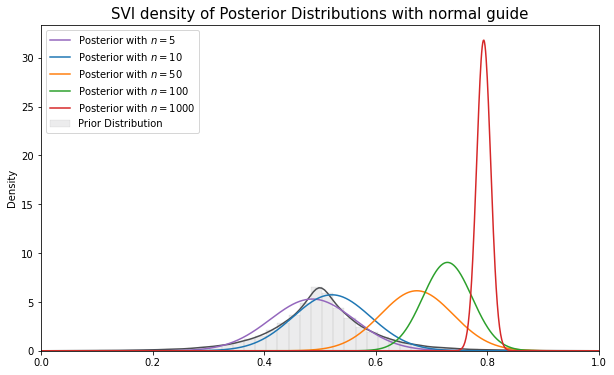 SVI density of Posterior Distributions with normal guide
Posterior with n = 5
Posterior with n = 10
Posterior with n = 50
Posterior with n = 100
Posterior with n = 1000
Prior Distribution
Density
30
25
20
15
10
5
0
0.0 0.2 0.4 0.6 0.8 1.0